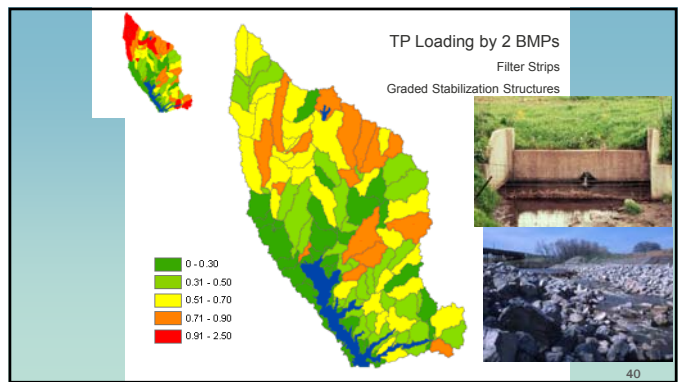 TP Loading by 2 BMPs
Filter Strips
Graded Stabilization Structures
0 - 0.30
0.31 - 0.50
0.51 - 0.70
0.71 - 0.90
0.91 - 2.50
40